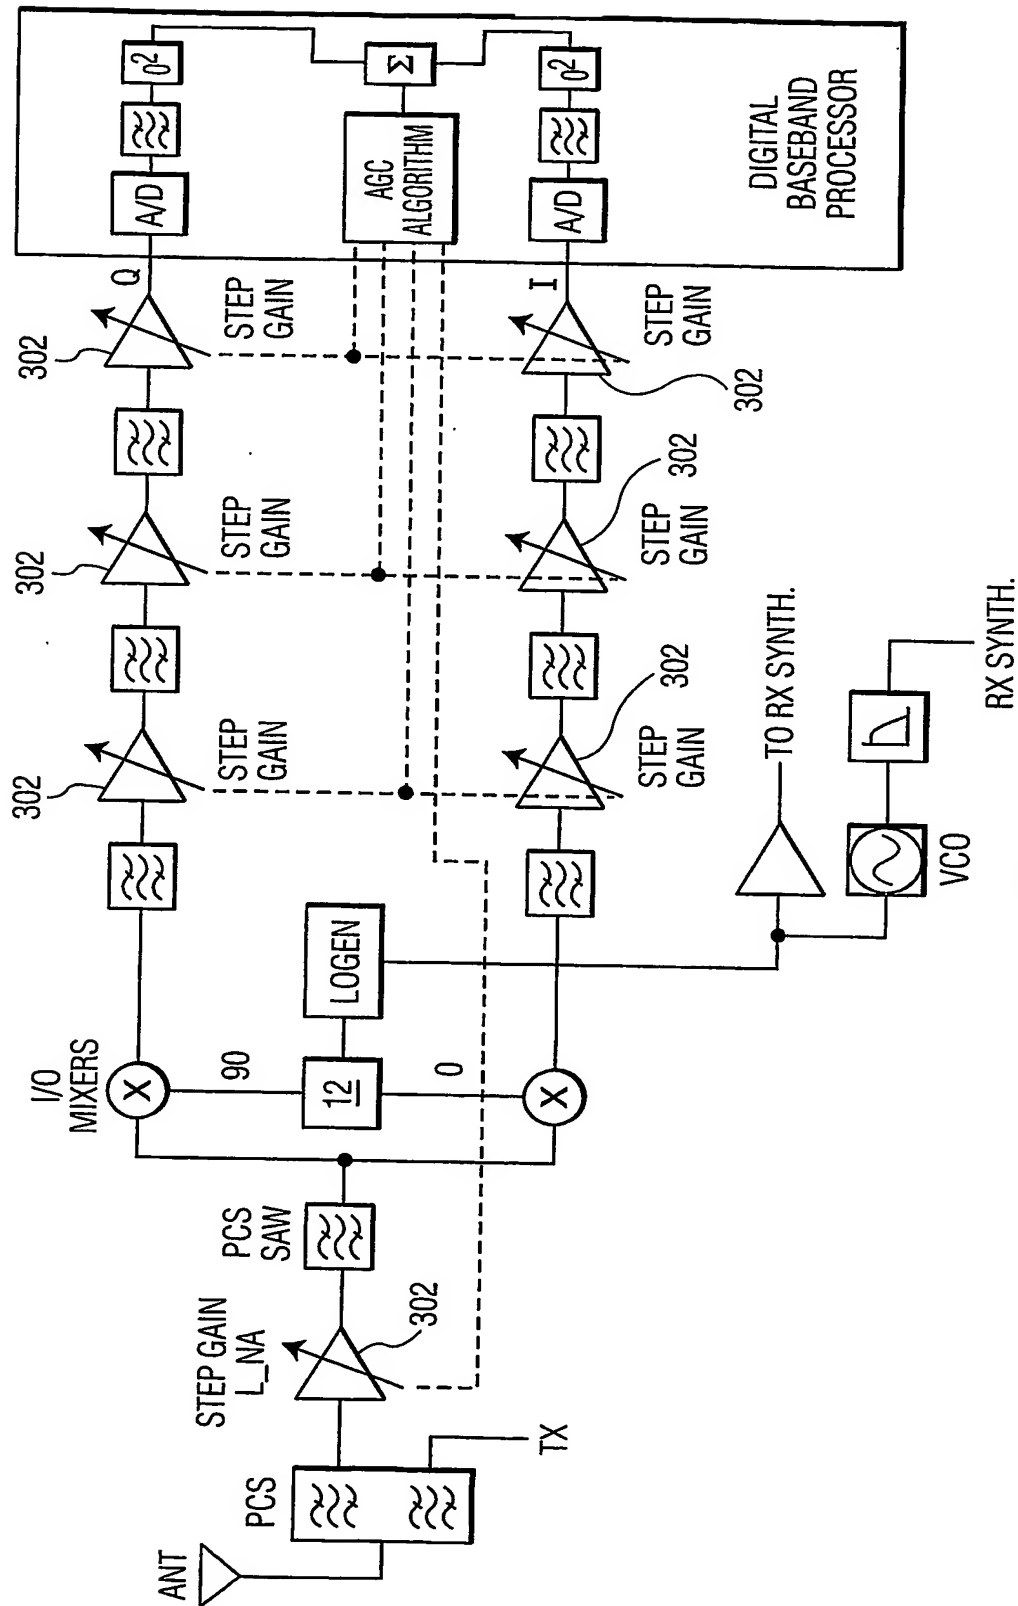 ANT
PCS
TX
STEP GAIN
L_NA
302
PCS
SAW
I/O
MIXERS
X
90
12
LOGEN
0
X
302
STEP
GAIN
302
STEP
GAIN
302
STEP
GAIN
Q
A/D
0²
Σ
AGC
ALGORITHM
302
STEP
GAIN
302
STEP
GAIN
302
STEP
GAIN
I
A/D
0²
DIGITAL
BASEBAND
PROCESSOR
TO RX SYNTH.
VCO
RX SYNTH.